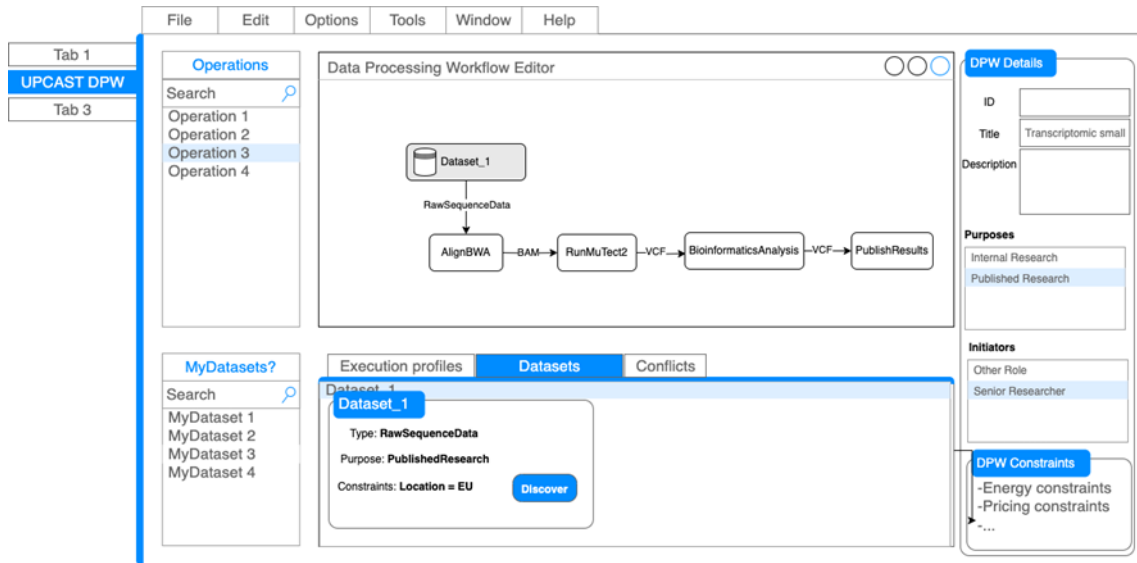 File Edit Options Tools Window Help
Tab 1
UPCAST DPW
Tab 3
Operations
Search
Operation 1
Operation 2
Operation 3
Operation 4
Data Processing Workflow Editor
Dataset_1
RawSequenceData
AlignBWA BAM RunMuTect2 VCF BioinformaticsAnalysis VCF PublishResults
DPW Details
ID
Title Transcriptomic small
Description
Purposes
Internal Research
Published Research
Initiators
Other Role
Senior Researcher
DPW Constraints
-Energy constraints
-Pricing constraints
-...
MyDatasets?
Search
MyDataset 1
MyDataset 2
MyDataset 3
MyDataset 4
Execution profiles Datasets Conflicts
Dataset_1
Dataset_1
Type: RawSequenceData
Purpose: PublishedResearch
Constraints: Location = EU Discover